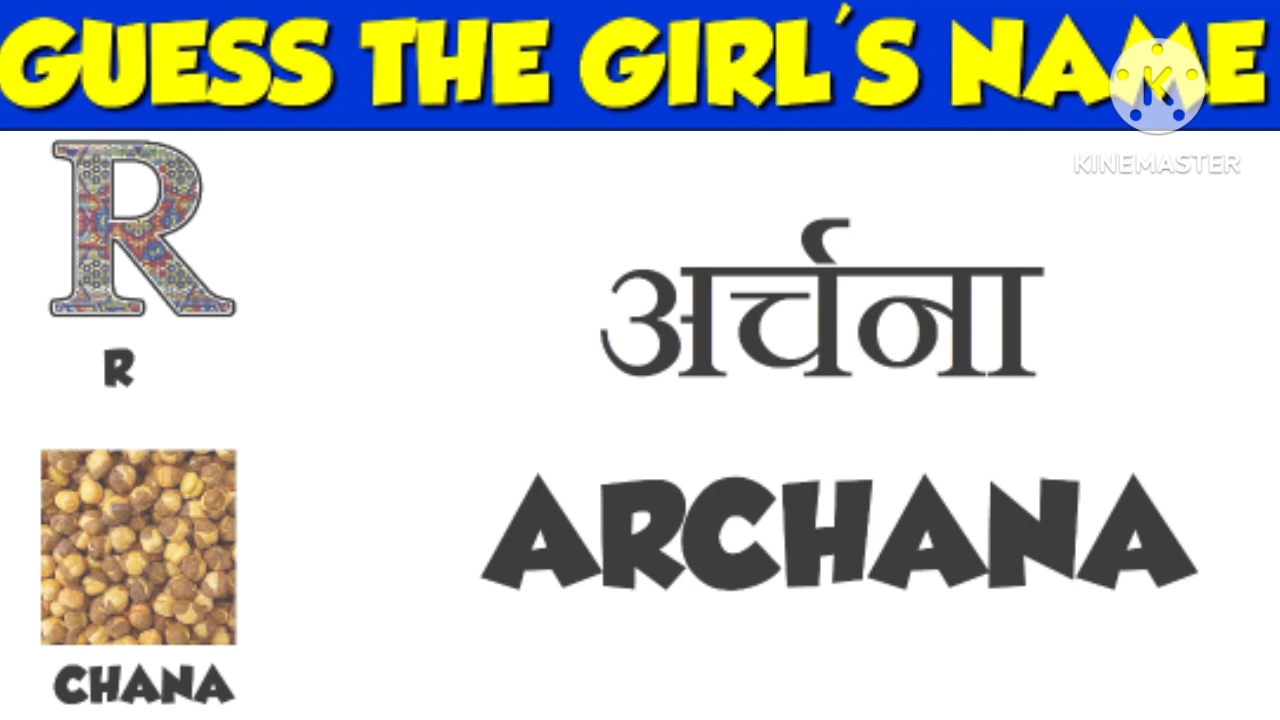 GUESS THE GIRL'S NAME
K
KINEMASTER
R
R
अर्चना
ARCHANA
CHANA